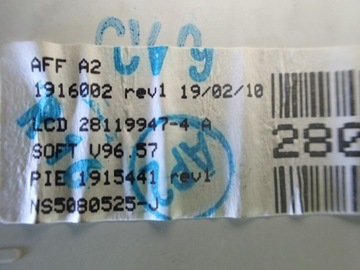 AFF A2
1916002 rev1 19/02/10
LCD 28119947-4 A
SOFT V96.57
PIE 1915441 rev1
NS5080525-J
280